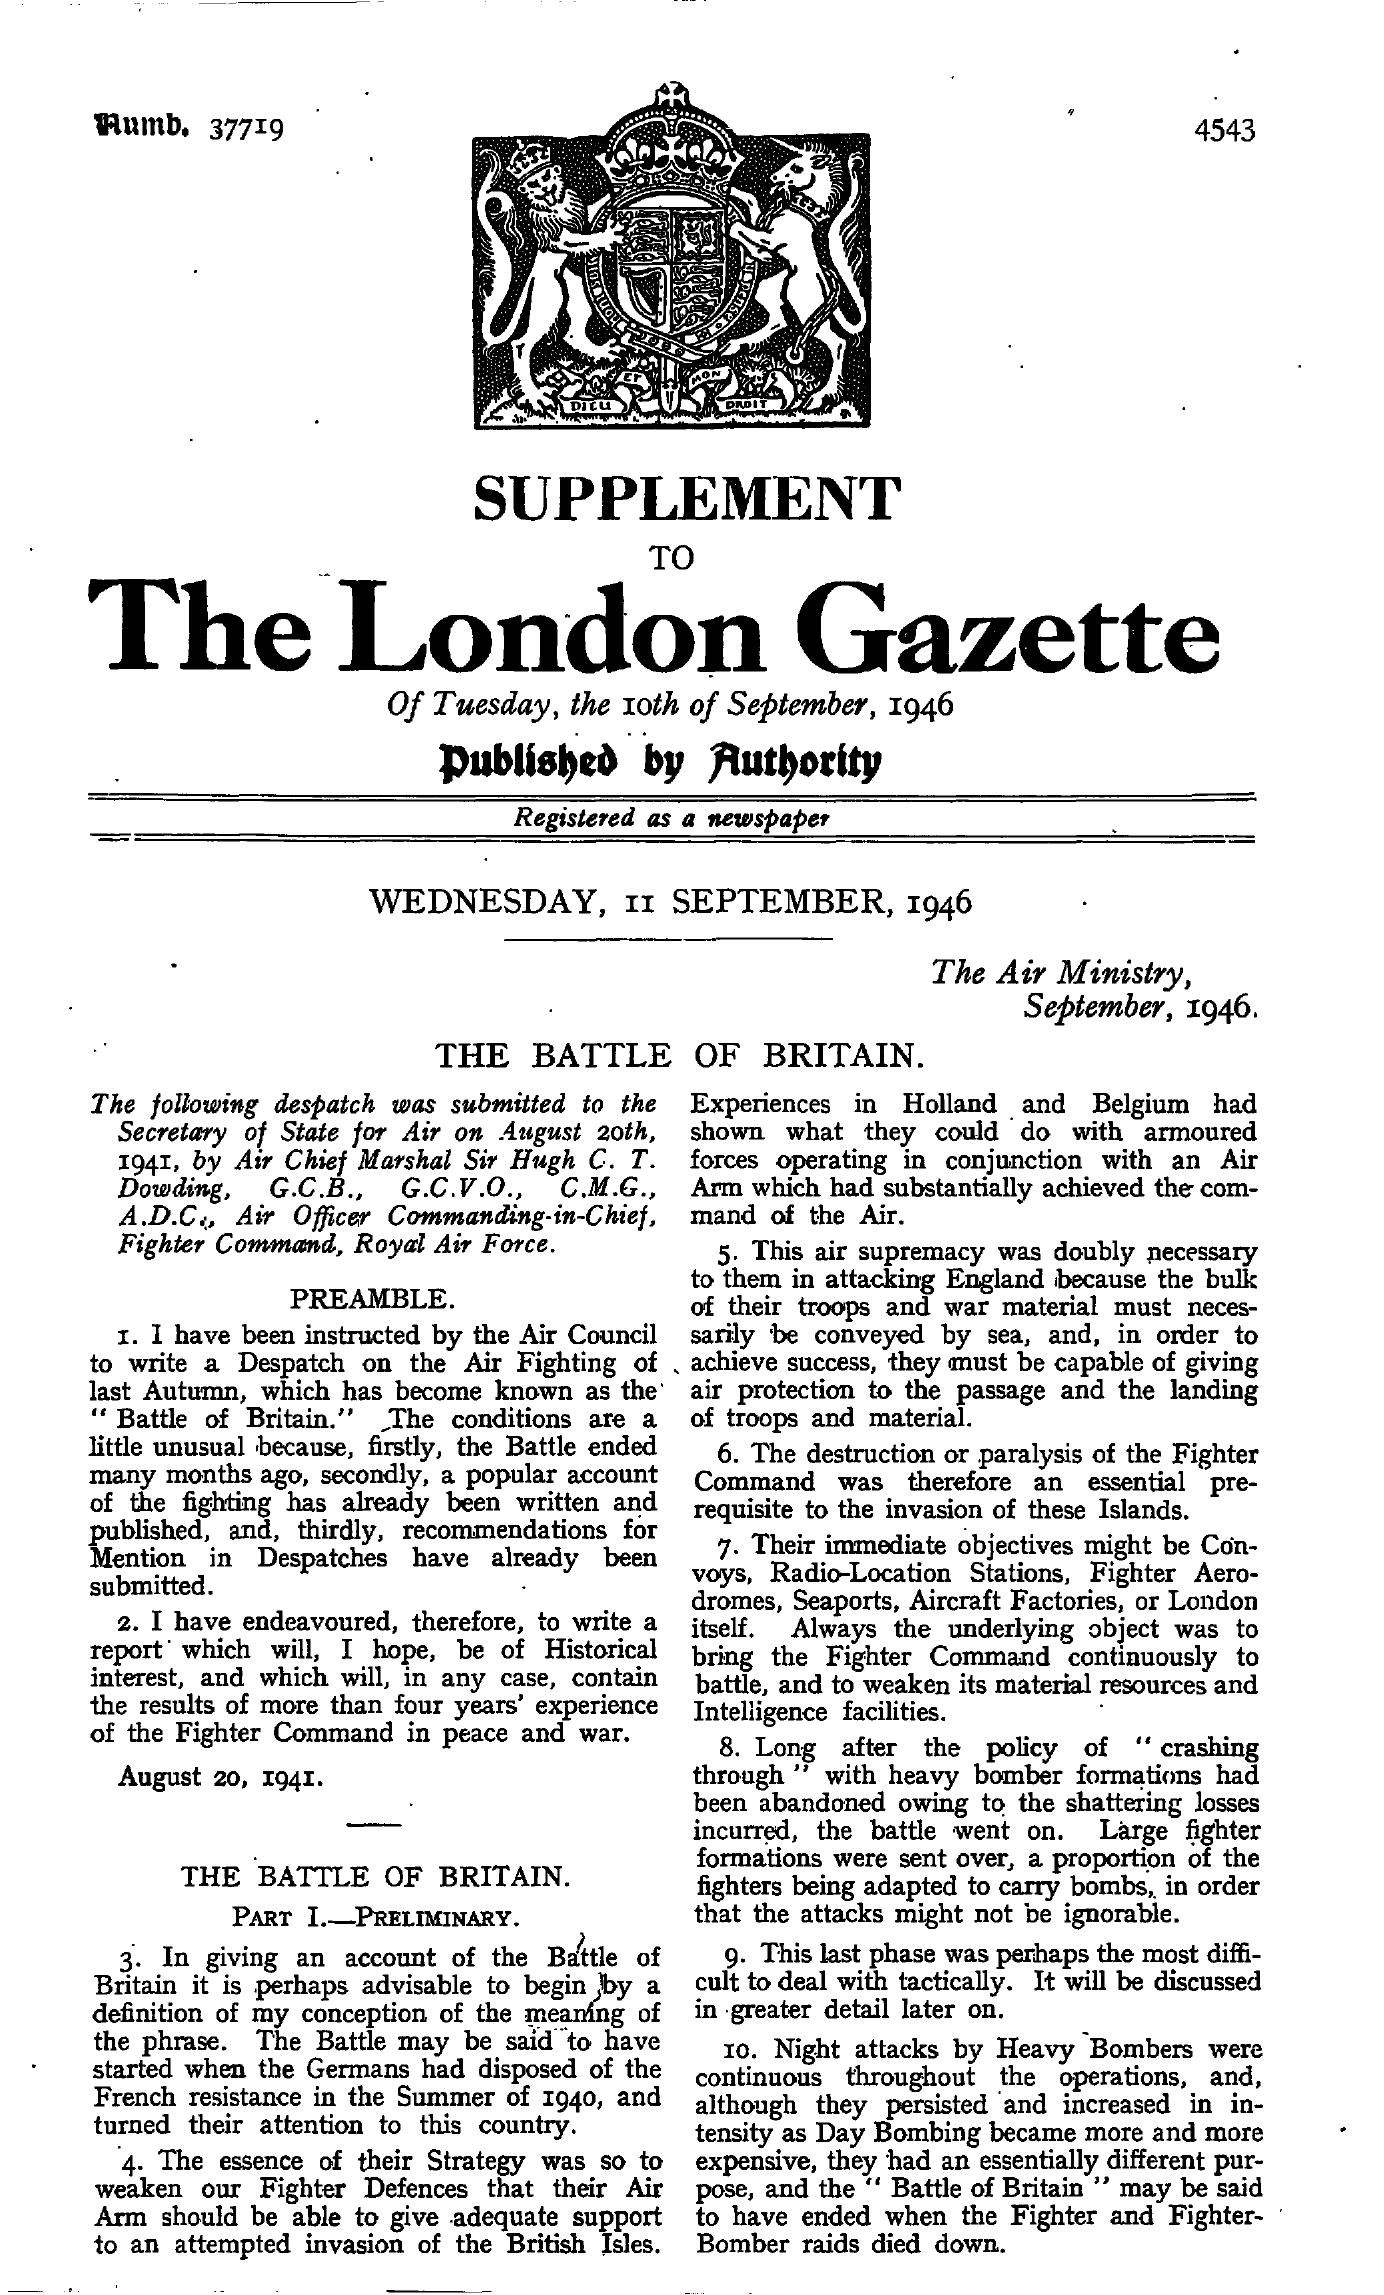 Numb. 37719
4543
DIEU ET MON DROIT
SUPPLEMENT
TO
The London Gazette
Of Tuesday, the 10th of September, 1946
Published by Authority
Registered as a newspaper
WEDNESDAY, 11 SEPTEMBER, 1946
The Air Ministry,
September, 1946.
THE BATTLE OF BRITAIN.
The following despatch was submitted to the
Secretary of State for Air on August 20th,
1941, by Air Chief Marshal Sir Hugh C. T.
Dowding, G.C.B., G.C.V.O., C.M.G.,
A.D.C., Air Officer Commanding-in-Chief,
Fighter Command, Royal Air Force.
PREAMBLE.
1. I have been instructed by the Air Council
to write a Despatch on the Air Fighting of
last Autumn, which has become known as the
" Battle of Britain." The conditions are a
little unusual because, firstly, the Battle ended
many months ago, secondly, a popular account
of the fighting has already been written and
published, and, thirdly, recommendations for
Mention in Despatches have already been
submitted.
2. I have endeavoured, therefore, to write a
report which will, I hope, be of Historical
interest, and which will, in any case, contain
the results of more than four years' experience
of the Fighter Command in peace and war.
August 20, 1941.
THE BATTLE OF BRITAIN.
PART I.—PRELIMINARY.
3. In giving an account of the Battle of
Britain it is perhaps advisable to begin by a
definition of my conception of the meaning of
the phrase. The Battle may be said to have
started when the Germans had disposed of the
French resistance in the Summer of 1940, and
turned their attention to this country.
4. The essence of their Strategy was so to
weaken our Fighter Defences that their Air
Arm should be able to give adequate support
to an attempted invasion of the British Isles.
Experiences in Holland and Belgium had
shown what they could do with armoured
forces operating in conjunction with an Air
Arm which had substantially achieved the com-
mand of the Air.
5. This air supremacy was doubly necessary
to them in attacking England because the bulk
of their troops and war material must neces-
sarily be conveyed by sea, and, in order to
achieve success, they must be capable of giving
air protection to the passage and the landing
of troops and material.
6. The destruction or paralysis of the Fighter
Command was therefore an essential pre-
requisite to the invasion of these Islands.
7. Their immediate objectives might be Con-
voys, Radio-Location Stations, Fighter Aero-
dromes, Seaports, Aircraft Factories, or London
itself. Always the underlying object was to
bring the Fighter Command continuously to
battle, and to weaken its material resources and
Intelligence facilities.
8. Long after the policy of " crashing
through " with heavy bomber formations had
been abandoned owing to the shattering losses
incurred, the battle went on. Large fighter
formations were sent over, a proportion of the
fighters being adapted to carry bombs, in order
that the attacks might not be ignorable.
9. This last phase was perhaps the most diffi-
cult to deal with tactically. It will be discussed
in greater detail later on.
10. Night attacks by Heavy Bombers were
continuous throughout the operations, and,
although they persisted and increased in in-
tensity as Day Bombing became more and more
expensive, they had an essentially different pur-
pose, and the " Battle of Britain " may be said
to have ended when the Fighter and Fighter-
Bomber raids died down.